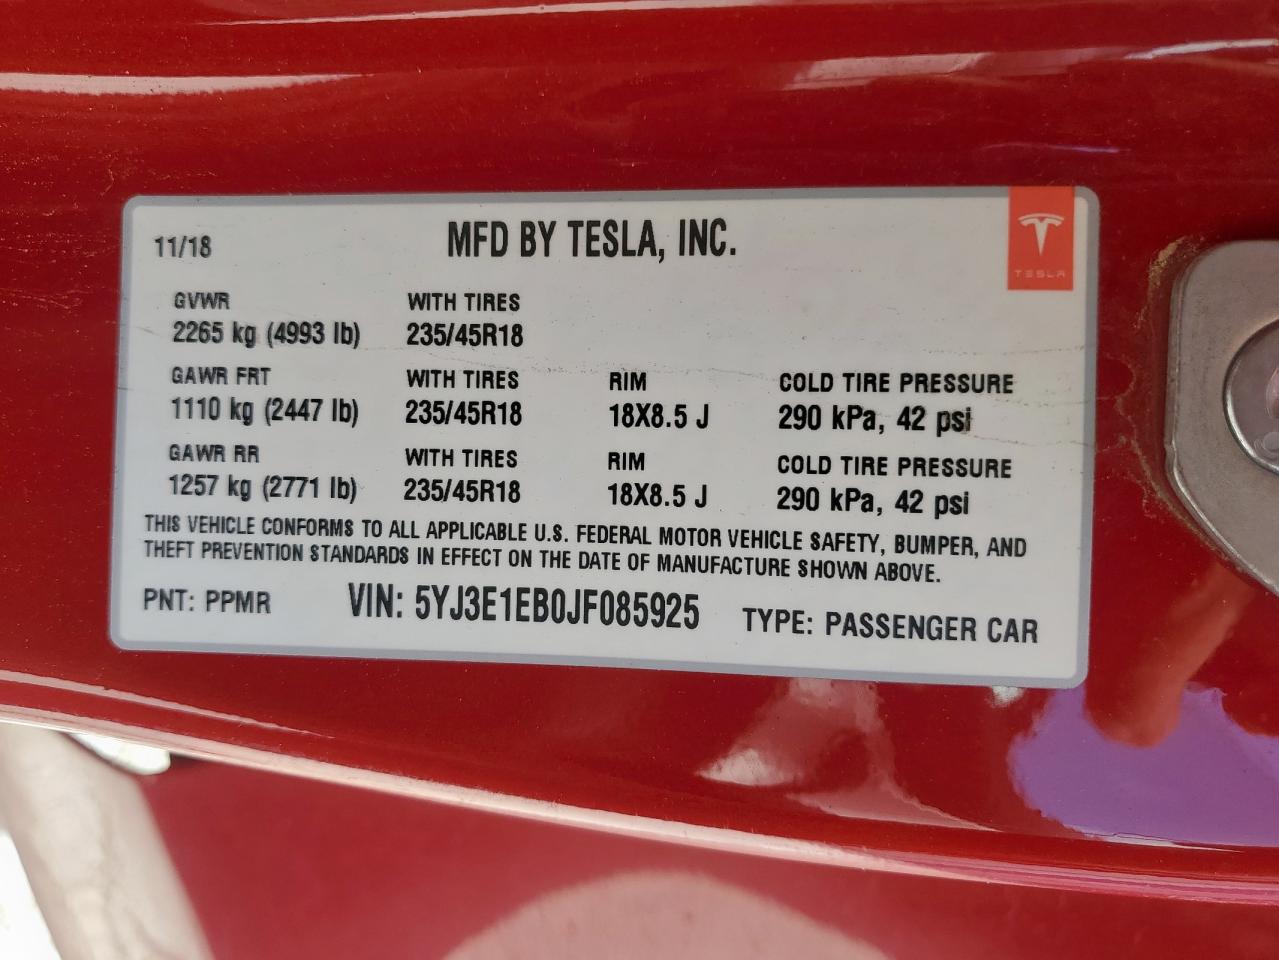 11/18 MFD BY TESLA, INC.
TESLA
GVWR WITH TIRES
2265 kg (4993 lb) 235/45R18
GAWR FRT WITH TIRES RIM COLD TIRE PRESSURE
1110 kg (2447 lb) 235/45R18 18X8.5 J 290 kPa, 42 psi
GAWR RR WITH TIRES RIM COLD TIRE PRESSURE
1257 kg (2771 lb) 235/45R18 18X8.5 J 290 kPa, 42 psi
THIS VEHICLE CONFORMS TO ALL APPLICABLE U.S. FEDERAL MOTOR VEHICLE SAFETY, BUMPER, AND
THEFT PREVENTION STANDARDS IN EFFECT ON THE DATE OF MANUFACTURE SHOWN ABOVE.
PNT: PPMR VIN: 5YJ3E1EB0JF085925 TYPE: PASSENGER CAR